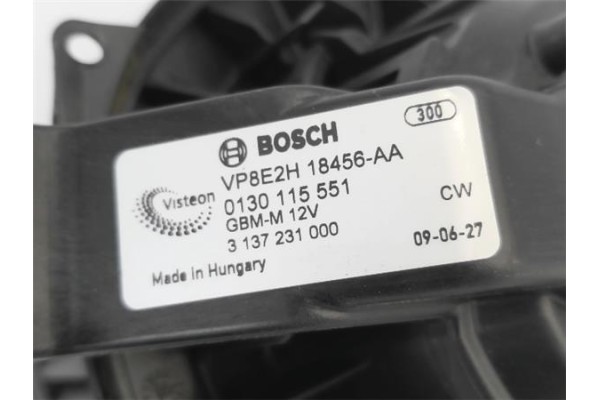 300
BOSCH
VP8E2H 18456-AA
Visteon
0130 115 551
CW
GBM-M 12V
3 137 231 000
09-06-27
Made in Hungary